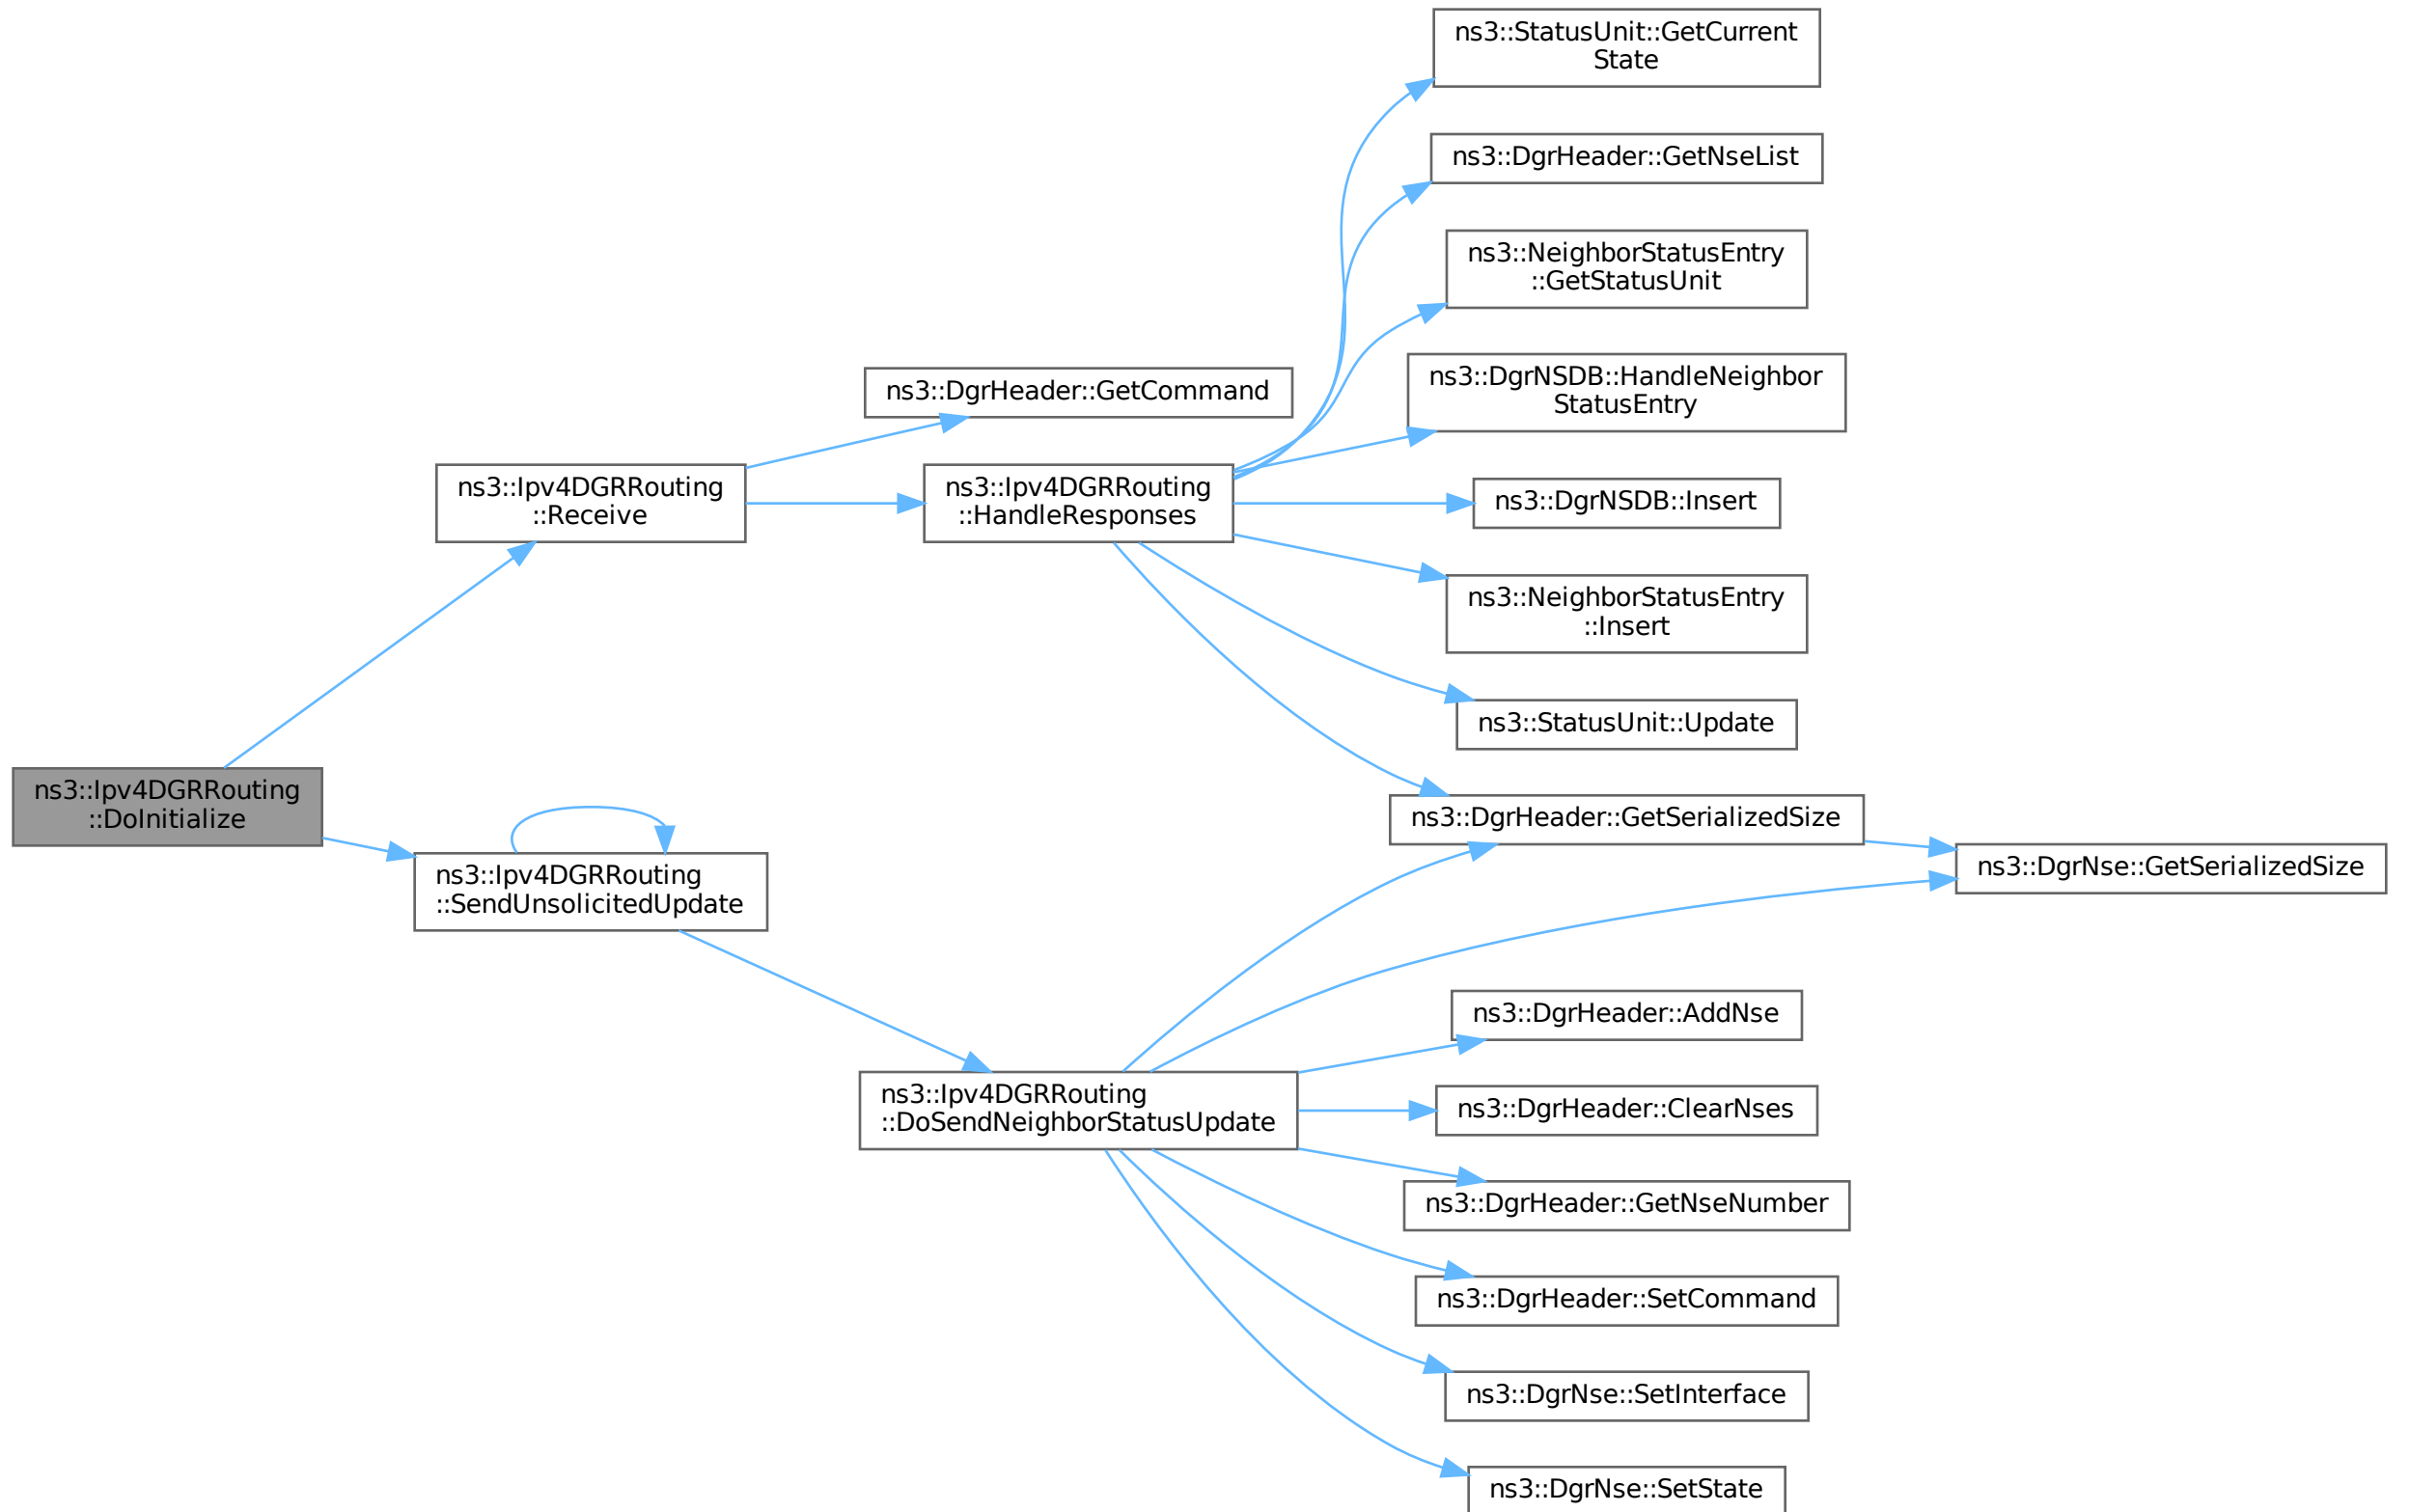 ns3::StatusUnit::GetCurrent
State
ns3::DgrHeader::GetNseList
ns3::NeighborStatusEntry
::GetStatusUnit
ns3::DgrNSDB::HandleNeighbor
StatusEntry
ns3::DgrHeader::GetCommand
ns3::Ipv4DGRRouting
::Receive
ns3::Ipv4DGRRouting
::HandleResponses
ns3::DgrNSDB::Insert
ns3::NeighborStatusEntry
::Insert
ns3::StatusUnit::Update
ns3::Ipv4DGRRouting
::DoInitialize
ns3::DgrHeader::GetSerializedSize
ns3::DgrNse::GetSerializedSize
ns3::Ipv4DGRRouting
::SendUnsolicitedUpdate
ns3::DgrHeader::AddNse
ns3::Ipv4DGRRouting
::DoSendNeighborStatusUpdate
ns3::DgrHeader::ClearNses
ns3::DgrHeader::GetNseNumber
ns3::DgrHeader::SetCommand
ns3::DgrNse::SetInterface
ns3::DgrNse::SetState